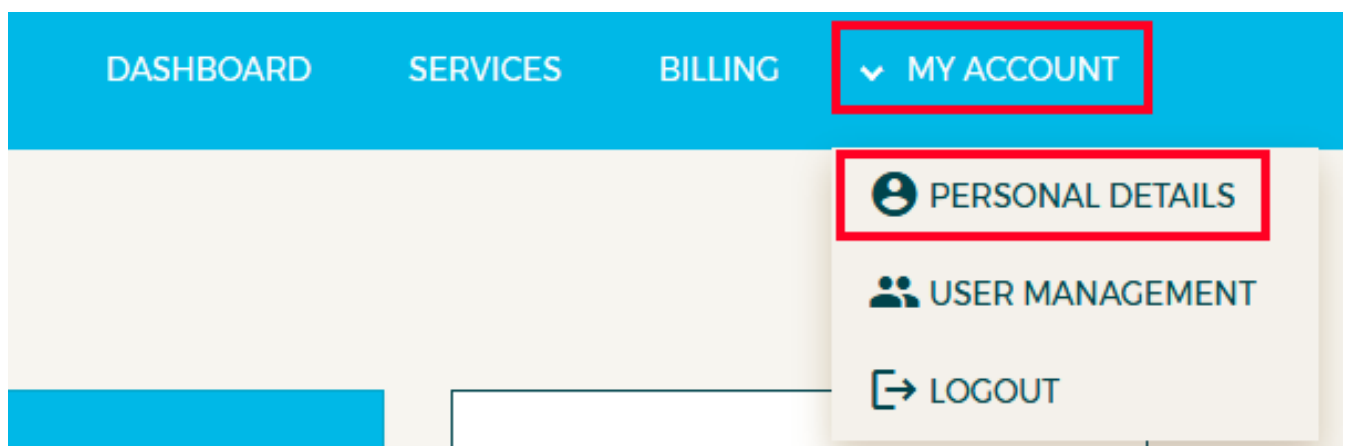 DASHBOARD SERVICES BILLING MY ACCOUNT
PERSONAL DETAILS
USER MANAGEMENT
LOGOUT